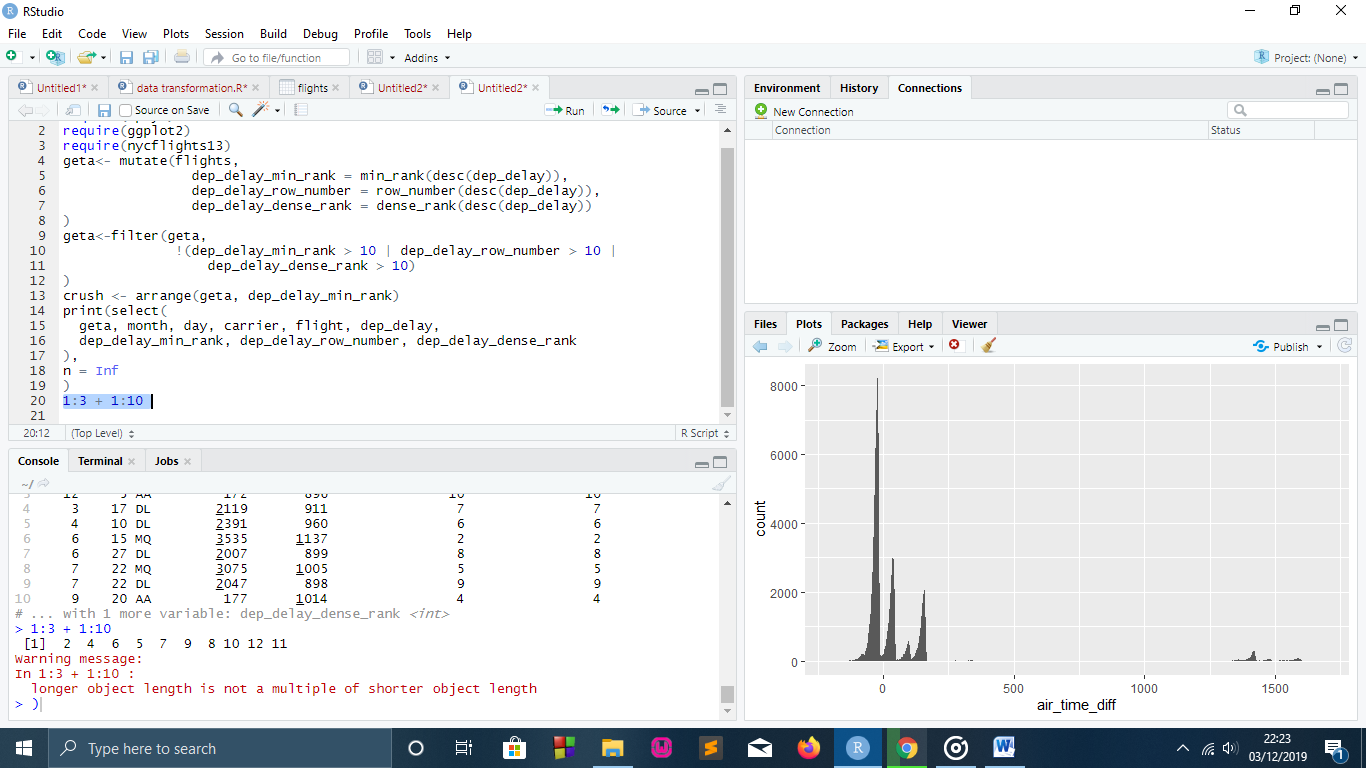 RStudio
File Edit Code View Plots Session Build Debug Profile Tools Help
Go to file/function Addins Project: (None)
Untitled1* data transformation.R* flights Untitled2* Untitled2*
Source on Save Run Source
2 require(ggplot2)
3 require(nycflights13)
4 geta<- mutate(flights,
5 dep_delay_min_rank = min_rank(desc(dep_delay)),
6 dep_delay_row_number = row_number(desc(dep_delay)),
7 dep_delay_dense_rank = dense_rank(desc(dep_delay))
8 )
9 geta<-filter(geta,
10 !(dep_delay_min_rank > 10 | dep_delay_row_number > 10 |
11 dep_delay_dense_rank > 10)
12 )
13 crush <- arrange(geta, dep_delay_min_rank)
14 print(select(
15 geta, month, day, carrier, flight, dep_delay,
16 dep_delay_min_rank, dep_delay_row_number, dep_delay_dense_rank
17 ),
18 n = Inf
19 )
20 1:3 + 1:10
21
20:12 (Top Level) R Script
Console Terminal Jobs
~/
4 3 17 DL 2119 911 7 7
5 4 10 DL 2391 960 6 6
6 6 15 MQ 3535 1137 2 2
7 6 27 DL 2007 899 8 8
8 7 22 MQ 3075 1005 5 5
9 7 22 DL 2047 898 9 9
10 9 20 AA 177 1014 4 4
# ... with 1 more variable: dep_delay_dense_rank <int>
> 1:3 + 1:10
[1] 2 4 6 5 7 9 8 10 12 11
Warning message:
In 1:3 + 1:10 :
longer object length is not a multiple of shorter object length
> )
Environment History Connections
New Connection
Connection Status
Files Plots Packages Help Viewer
Zoom Export Publish
8000
6000
4000
2000
0
count
0 500 1000 1500
air_time_diff
Type here to search
22:23
03/12/2019
1